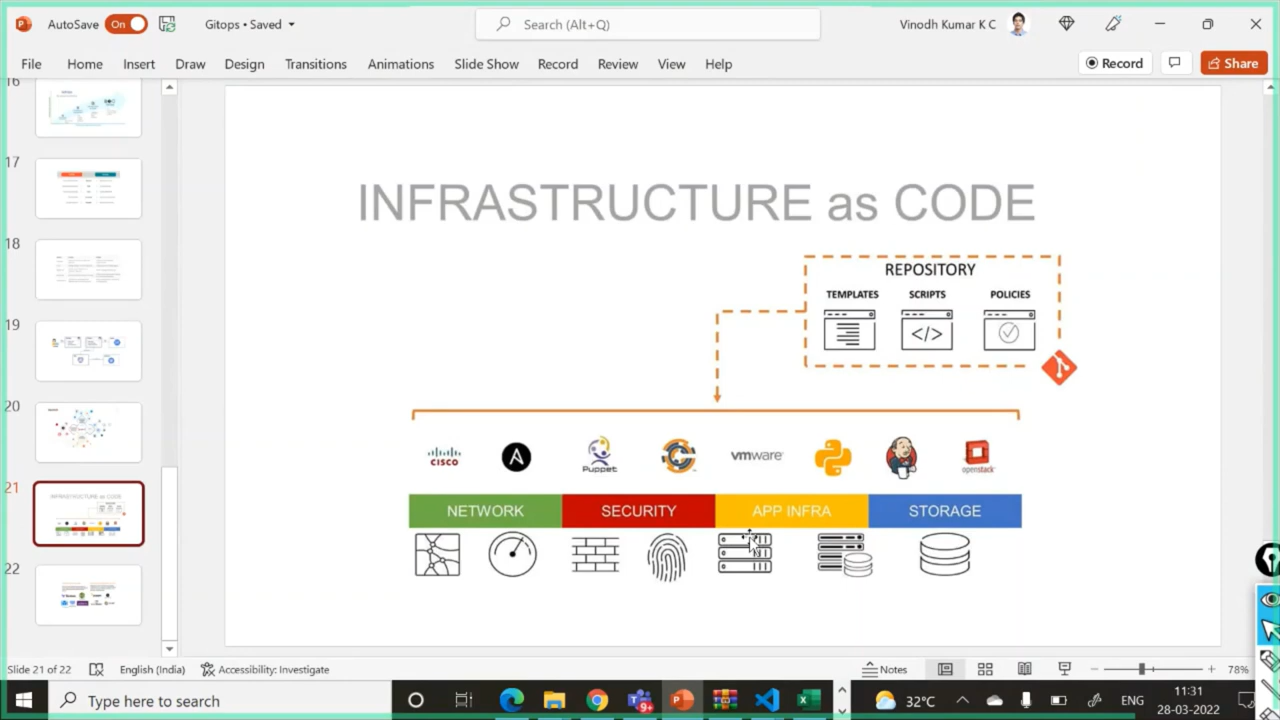 AutoSave On Gitops • Saved Search (Alt+Q) Vinodh Kumar K C
File Home Insert Draw Design Transitions Animations Slide Show Record Review View Help Record Share
16
17
18
19
20
21
22
INFRASTRUCTURE as CODE
REPOSITORY
TEMPLATES SCRIPTS POLICIES
CISCO A Puppet vmware openstack
NETWORK SECURITY APP INFRA STORAGE
Slide 21 of 22 English (India) Accessibility: Investigate Notes 78%
Type here to search 9+ 32°C ENG 11:31
28-03-2022